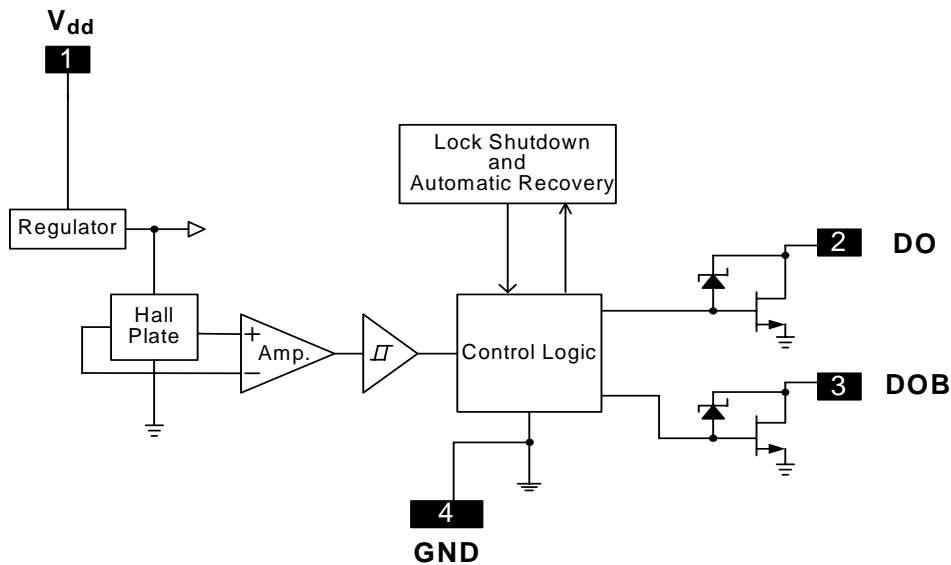 Vdd
1
Lock Shutdown
and
Automatic Recovery
Regulator
2
DO
Hall
Plate
+
Amp.
−
Control Logic
3
DOB
4
GND